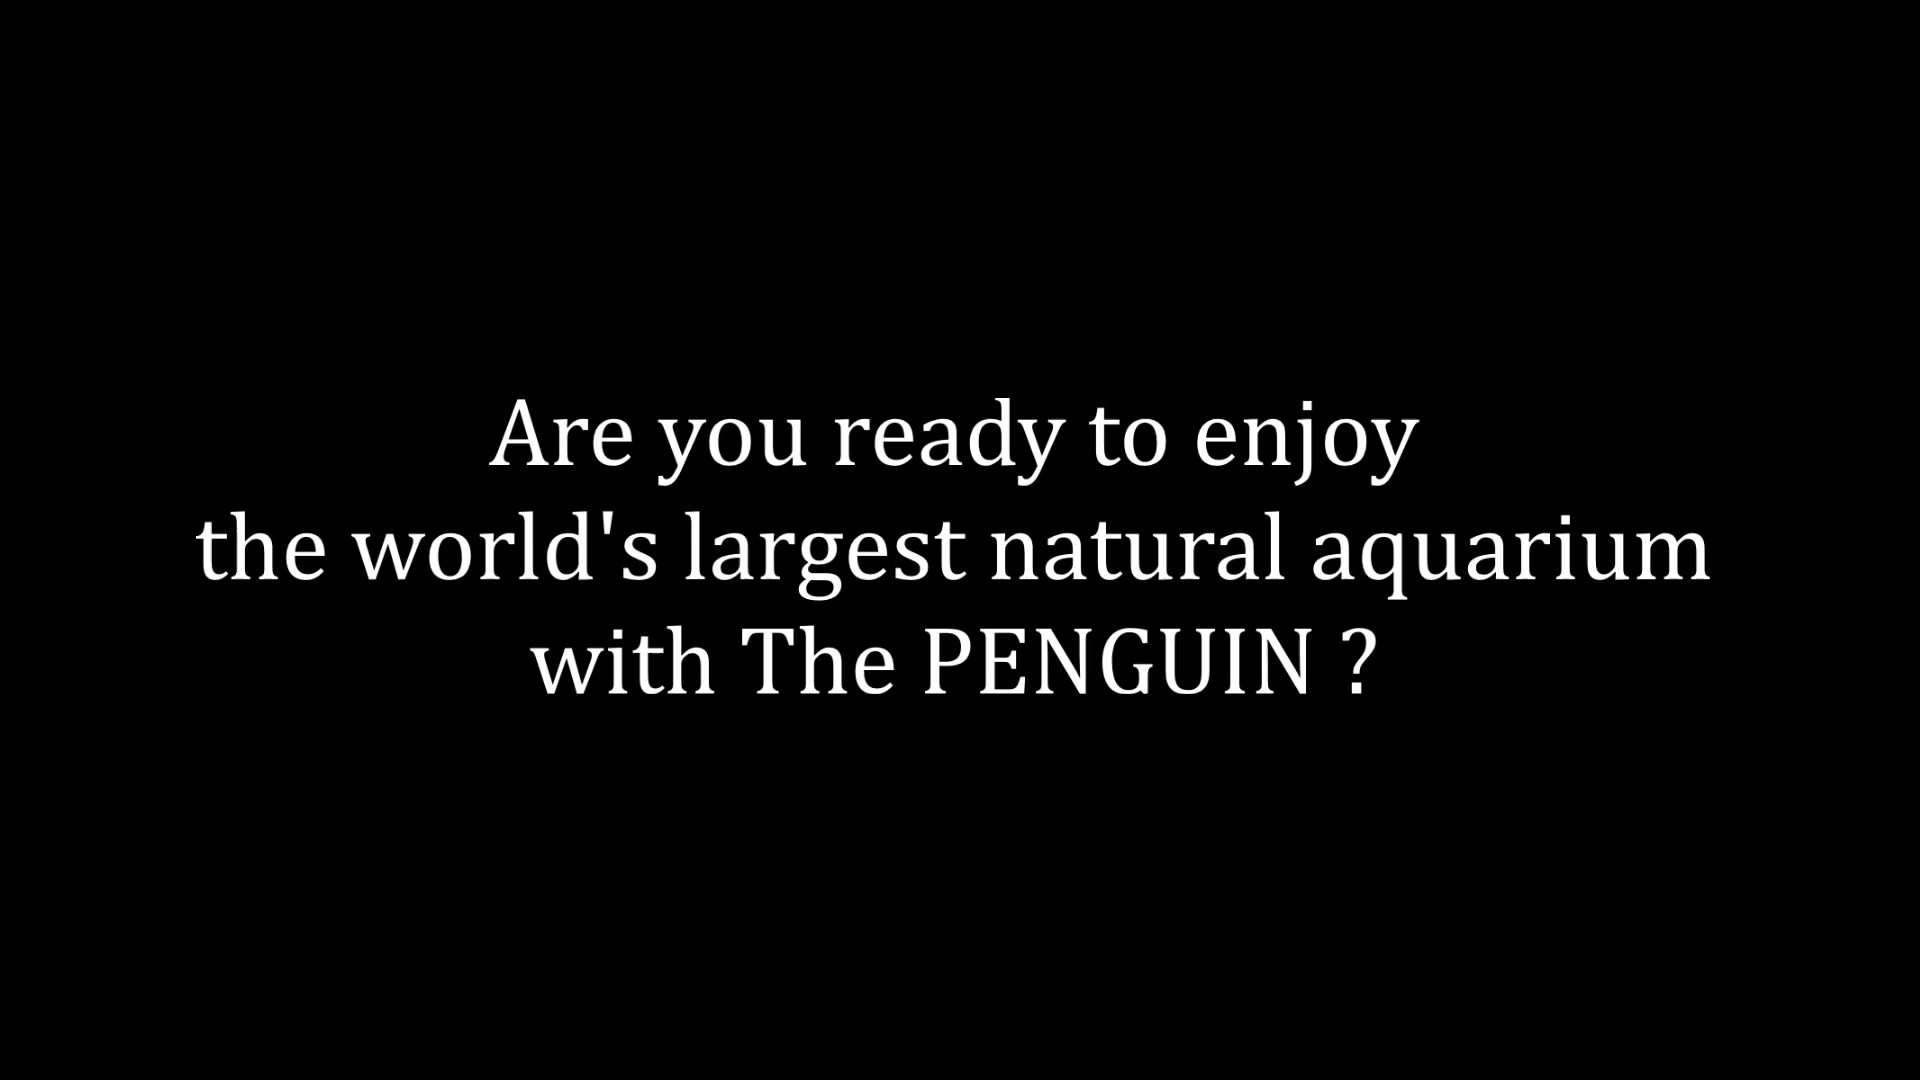 Are you ready to enjoy
the world's largest natural aquarium
with The PENGUIN ?